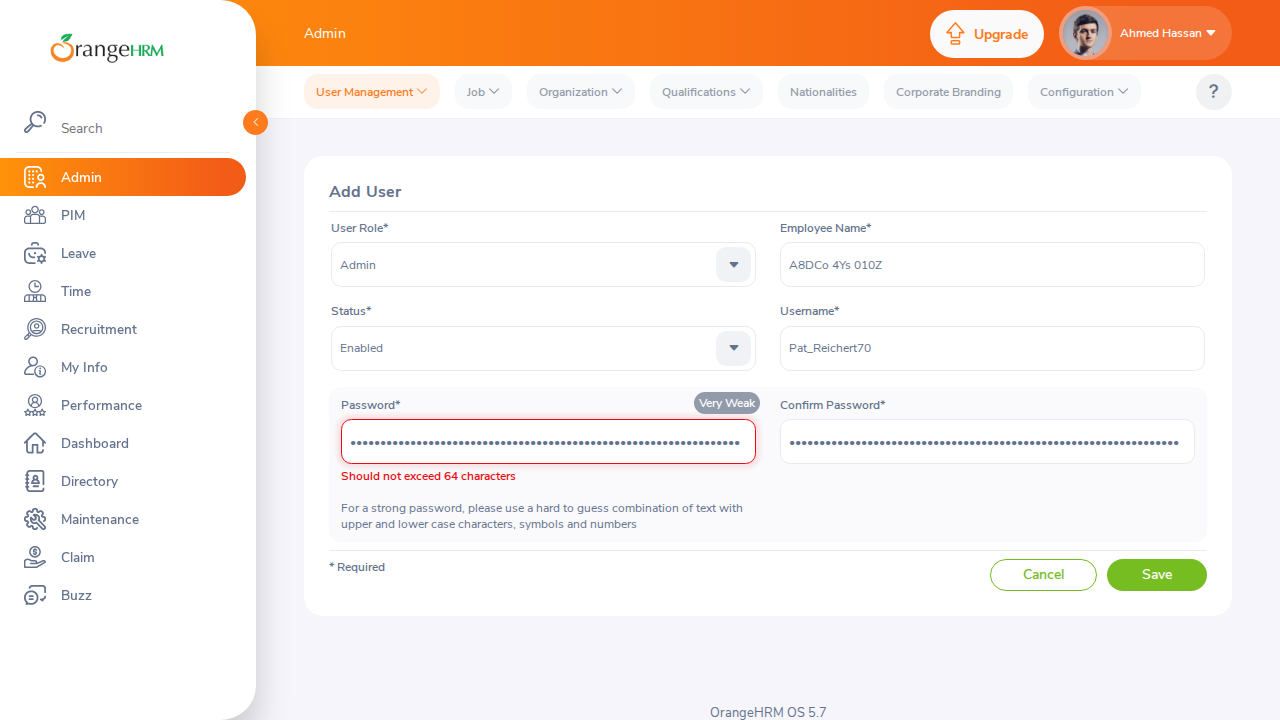 OrangeHRM
Admin
Upgrade
Ahmed Hassan
User Management
Job
Organization
Qualifications
Nationalities
Corporate Branding
Configuration
?
Search
Admin
PIM
Leave
Time
Recruitment
My Info
Performance
Dashboard
Directory
Maintenance
Claim
Buzz
Add User
User Role*
Employee Name*
Admin
A8DCo 4Ys 010Z
Status*
Username*
Enabled
Pat_Reichert70
Password*
Very Weak
Confirm Password*
Should not exceed 64 characters
For a strong password, please use a hard to guess combination of text with
upper and lower case characters, symbols and numbers
* Required
Cancel
Save
OrangeHRM OS 5.7